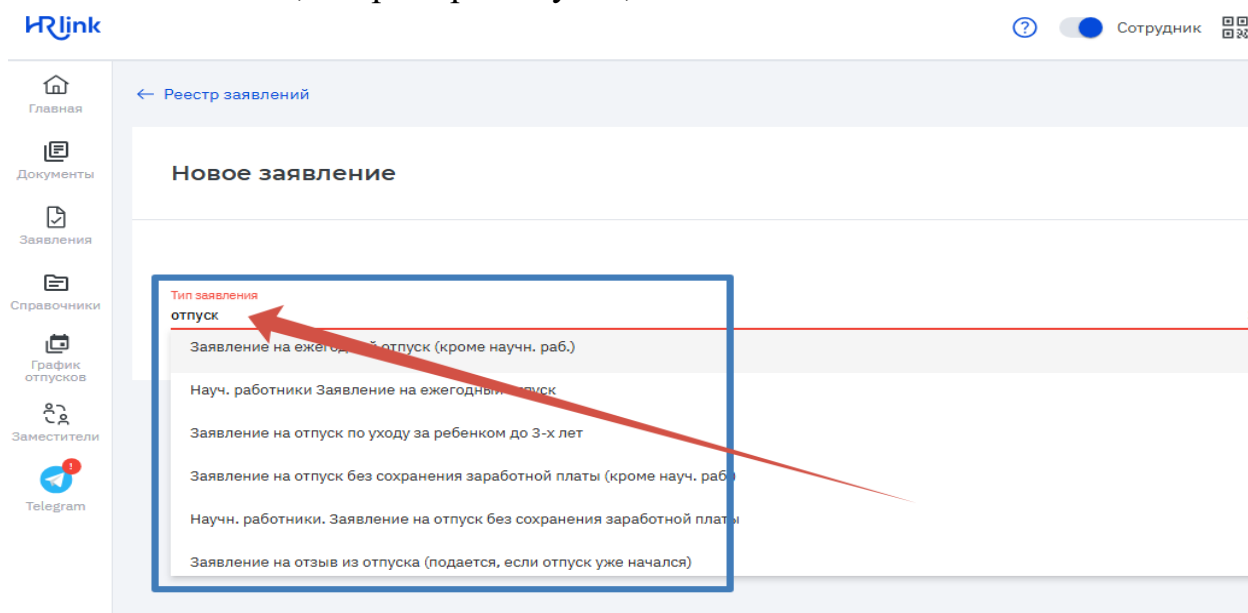 HRlink
Сотрудник
Главная
Документы
Заявления
Справочники
График
отпусков
Заместители
Telegram
← Реестр заявлений
Новое заявление
Тип заявления
отпуск
Заявление на ежегодный отпуск (кроме научн. раб.)
Науч. работники Заявление на ежегодный отпуск
Заявление на отпуск по уходу за ребенком до 3-х лет
Заявление на отпуск без сохранения заработной платы (кроме науч. раб.)
Научн. работники. Заявление на отпуск без сохранения заработной платы
Заявление на отзыв из отпуска (подается, если отпуск уже начался)